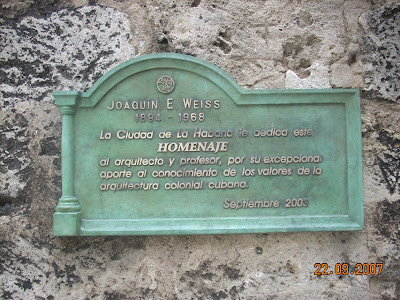 JOAQUIN E. WEISS
1894 - 1968
La Ciudad de La Habana le dedica este
HOMENAJE
al arquitecto y profesor, por su excepcional
aporte al conocimiento de los valores de la
arquitectura colonial cubana.
Septiembre 2003
22.09.2007